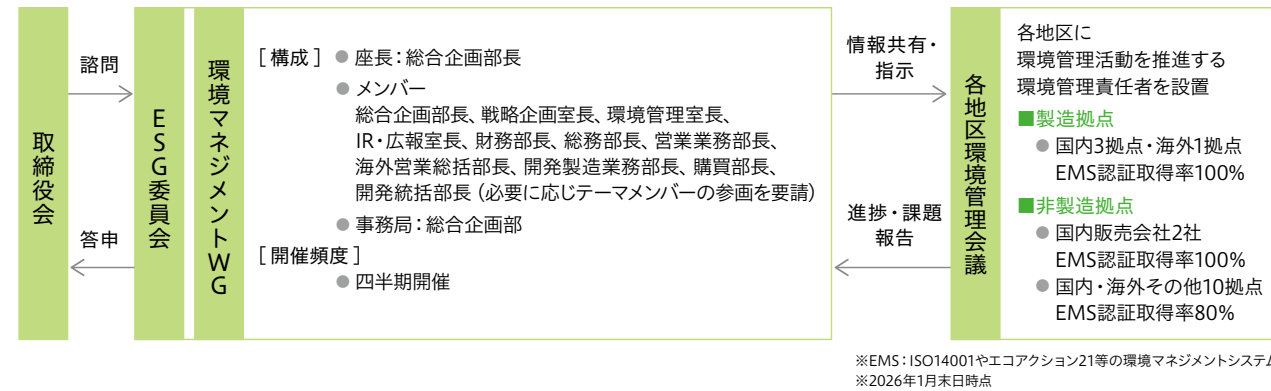 取締役会
諮問
答申
ESG委員会
環境マネジメントWG
[構成] ● 座長：総合企画部長
● メンバー
総合企画部長、戦略企画室長、環境管理室長、
IR・広報室長、財務部長、総務部長、営業業務部長、
海外営業総括部長、開発製造業務部長、購買部長、
開発統括部長（必要に応じテーマメンバーの参画を要請）
● 事務局：総合企画部
[開催頻度]
● 四半期開催
情報共有・
指示
進捗・課題
報告
各地区環境管理会議
各地区に
環境管理活動を推進する
環境管理責任者を設置
■製造拠点
● 国内3拠点・海外1拠点
EMS認証取得率100%
■非製造拠点
● 国内販売会社2社
EMS認証取得率100%
● 国内・海外その他10拠点
EMS認証取得率80%
※EMS：ISO14001やエコアクション21等の環境マネジメントシステム
※2026年1月末日時点